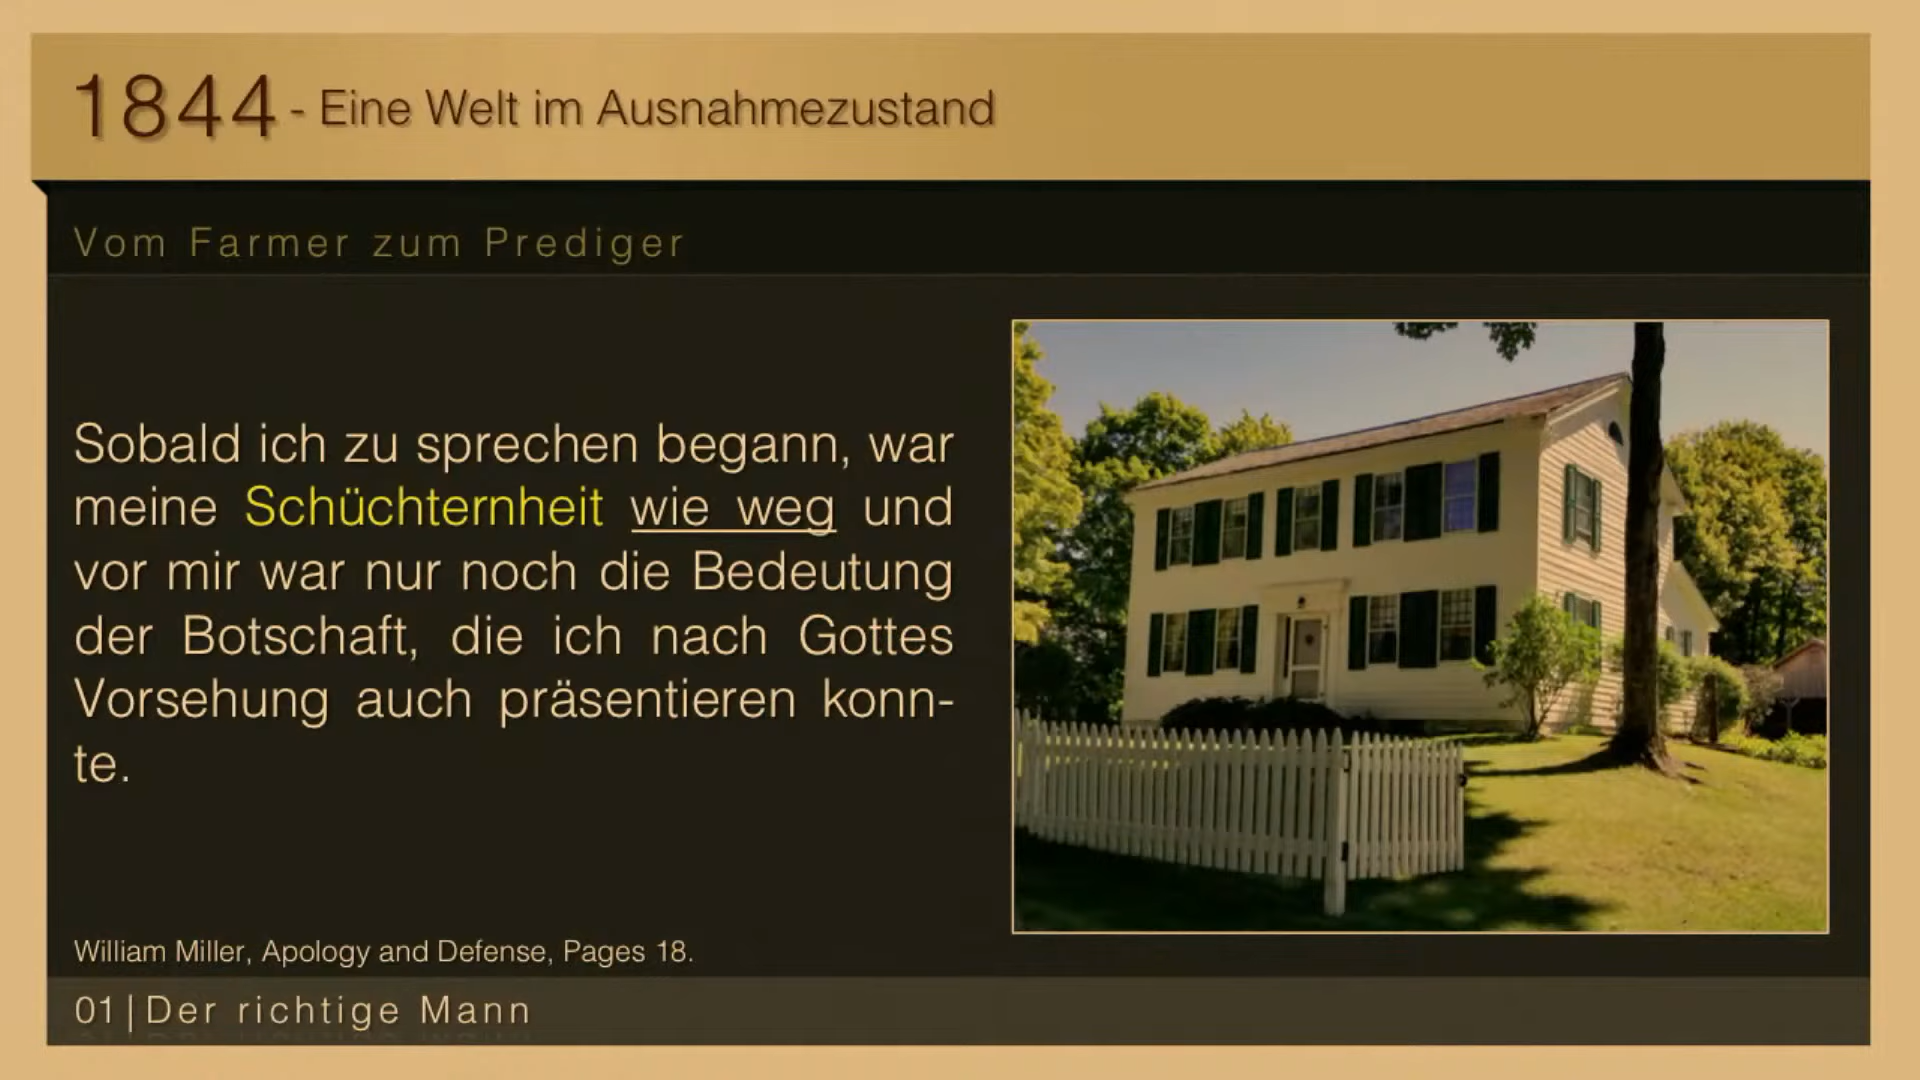 1844 - Eine Welt im Ausnahmezustand
Vom Farmer zum Prediger
Sobald ich zu sprechen begann, war
meine Schüchternheit wie weg und
vor mir war nur noch die Bedeutung
der Botschaft, die ich nach Gottes
Vorsehung auch präsentieren konn-
te.
William Miller, Apology and Defense, Pages 18.
01|Der richtige Mann